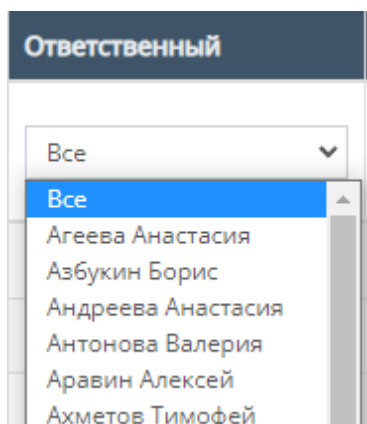 Ответственный
Все
Все
Агеева Анастасия
Азбукин Борис
Андреева Анастасия
Антонова Валерия
Аравин Алексей
Ахметов Тимофей